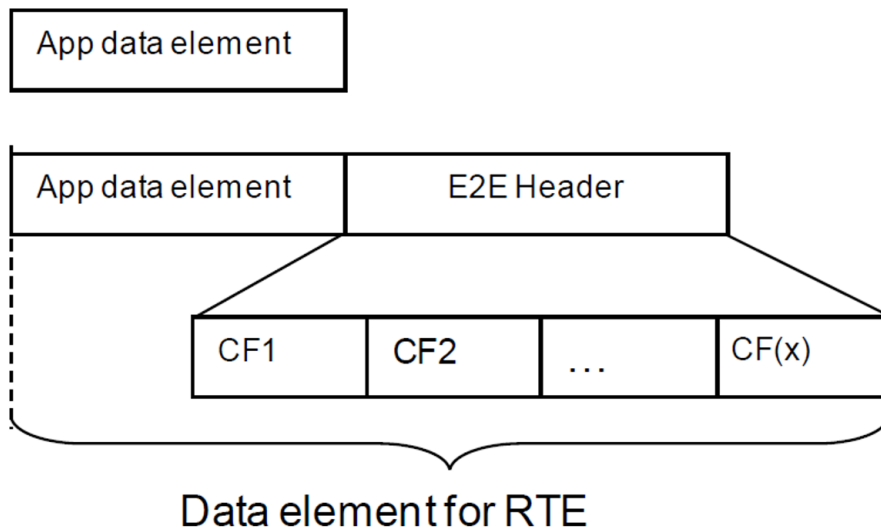 App data element
App data element
E2E Header
CF1
CF2
...
CF(x)
Data element for RTE